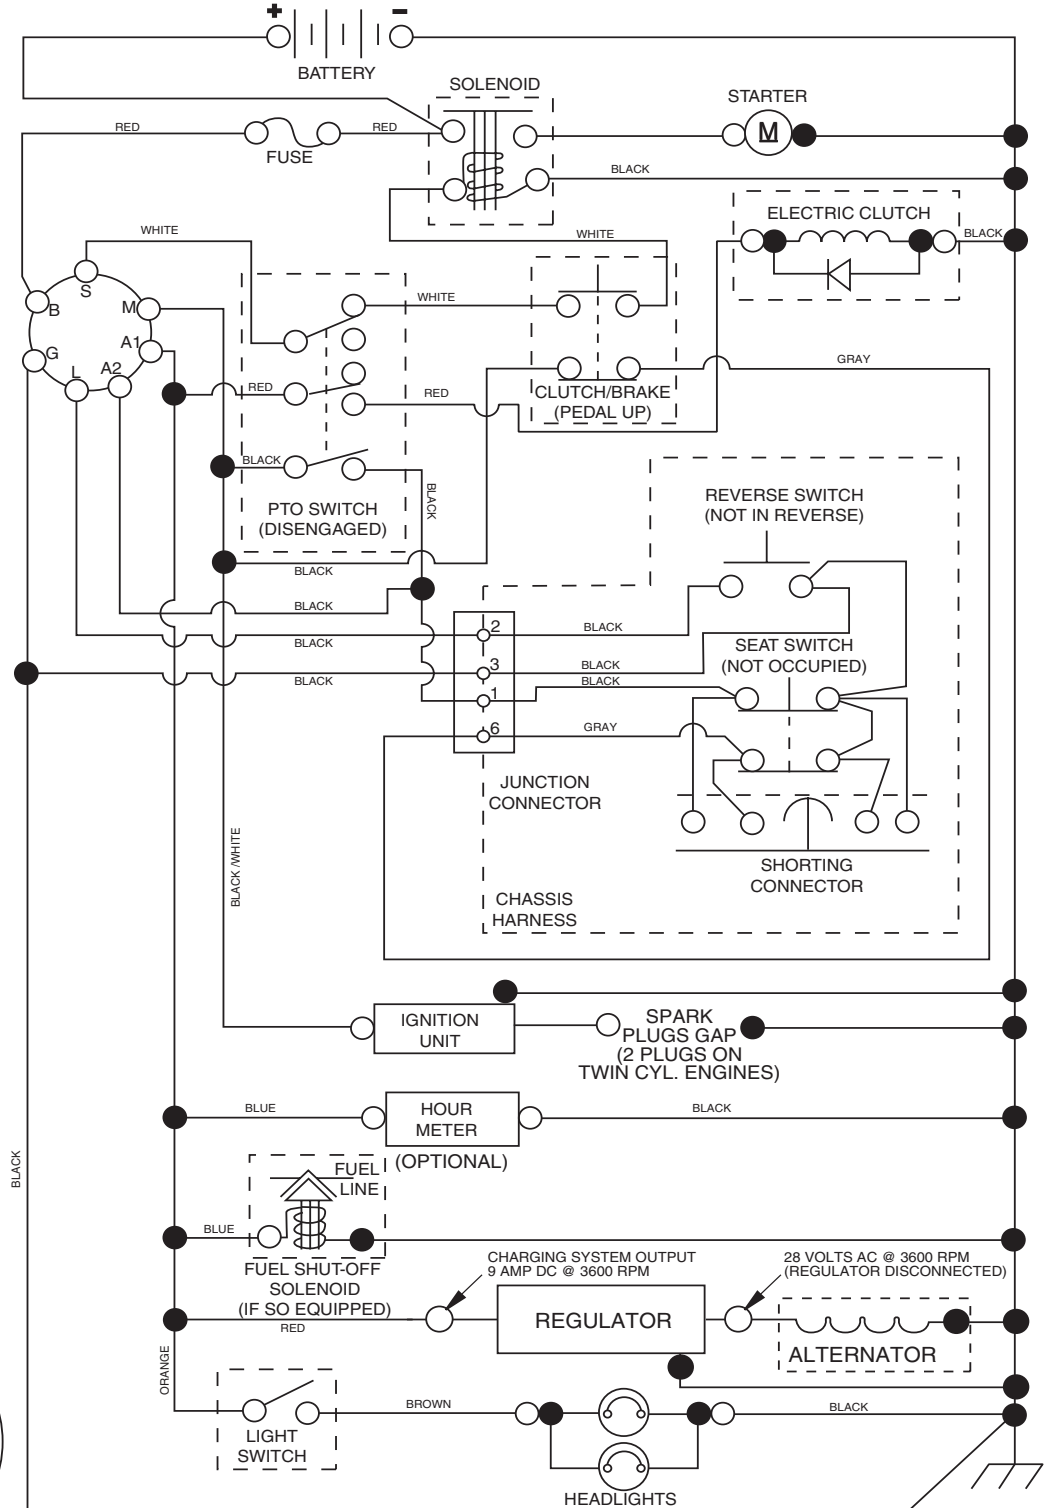 + -
BATTERY
SOLENOID
STARTER
M
RED
FUSE
RED
BLACK
ELECTRIC CLUTCH
BLACK
WHITE
WHITE
S
B
M
A1
G
L
A2
WHITE
RED
RED
GRAY
CLUTCH/BRAKE
(PEDAL UP)
BLACK
BLACK
PTO SWITCH
(DISENGAGED)
REVERSE SWITCH
(NOT IN REVERSE)
BLACK
BLACK
BLACK
BLACK
2
BLACK
SEAT SWITCH
(NOT OCCUPIED)
3
BLACK
BLACK
1
6
GRAY
JUNCTION
CONNECTOR
SHORTING
CONNECTOR
CHASSIS
HARNESS
BLACK /WHITE
IGNITION
UNIT
SPARK
PLUGS GAP
(2 PLUGS ON
TWIN CYL. ENGINES)
BLUE
HOUR
METER
BLACK
(OPTIONAL)
BLACK
FUEL
LINE
BLUE
FUEL SHUT-OFF
SOLENOID
(IF SO EQUIPPED)
RED
CHARGING SYSTEM OUTPUT
9 AMP DC @ 3600 RPM
28 VOLTS AC @ 3600 RPM
(REGULATOR DISCONNECTED)
REGULATOR
ALTERNATOR
ORANGE
LIGHT
SWITCH
BROWN
BLACK
HEADLIGHTS